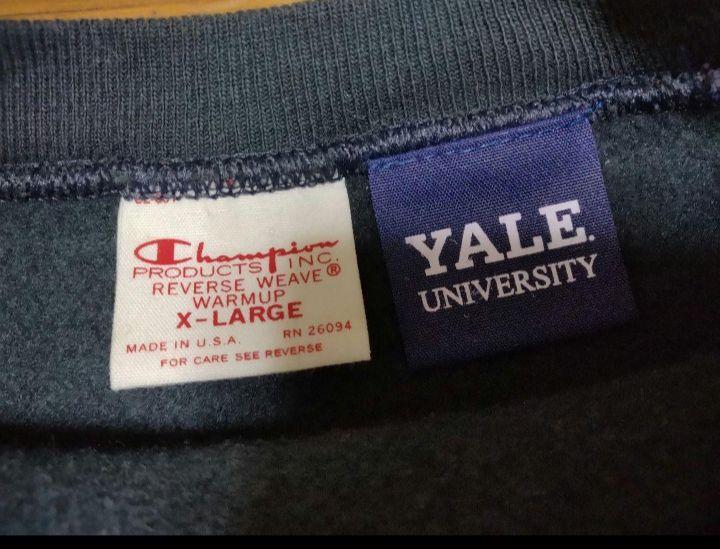 Champion
PRODUCTS INC.
REVERSE WEAVE®
WARMUP
X-LARGE
MADE IN U.S.A. RN 26094
FOR CARE SEE REVERSE
YALE.
UNIVERSITY